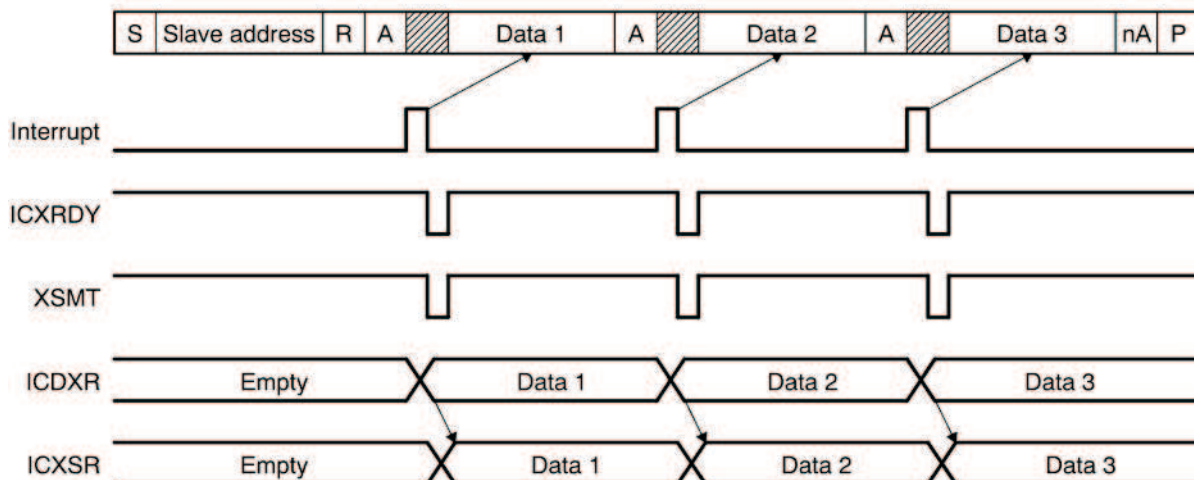 S Slave address R A Data 1 A Data 2 A Data 3 nA P
Interrupt
ICXRDY
XSMT
ICDXR Empty Data 1 Data 2 Data 3
ICXSR Empty Data 1 Data 2 Data 3